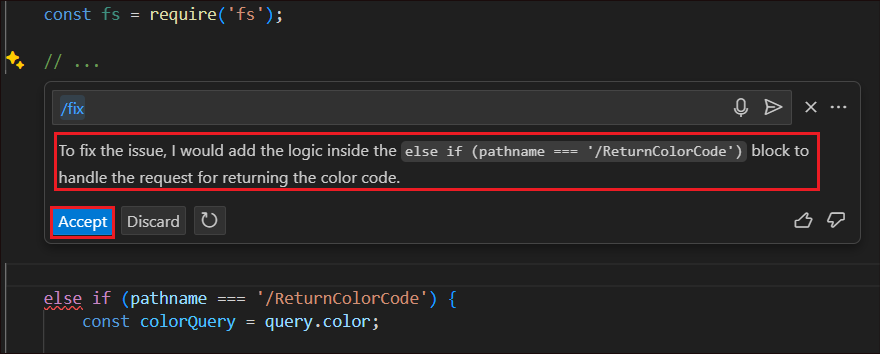 const fs = require('fs');
// ...
/fix
To fix the issue, I would add the logic inside the else if (pathname === '/ReturnColorCode') block to
handle the request for returning the color code.
Accept Discard
else if (pathname === '/ReturnColorCode') {
const colorQuery = query.color;